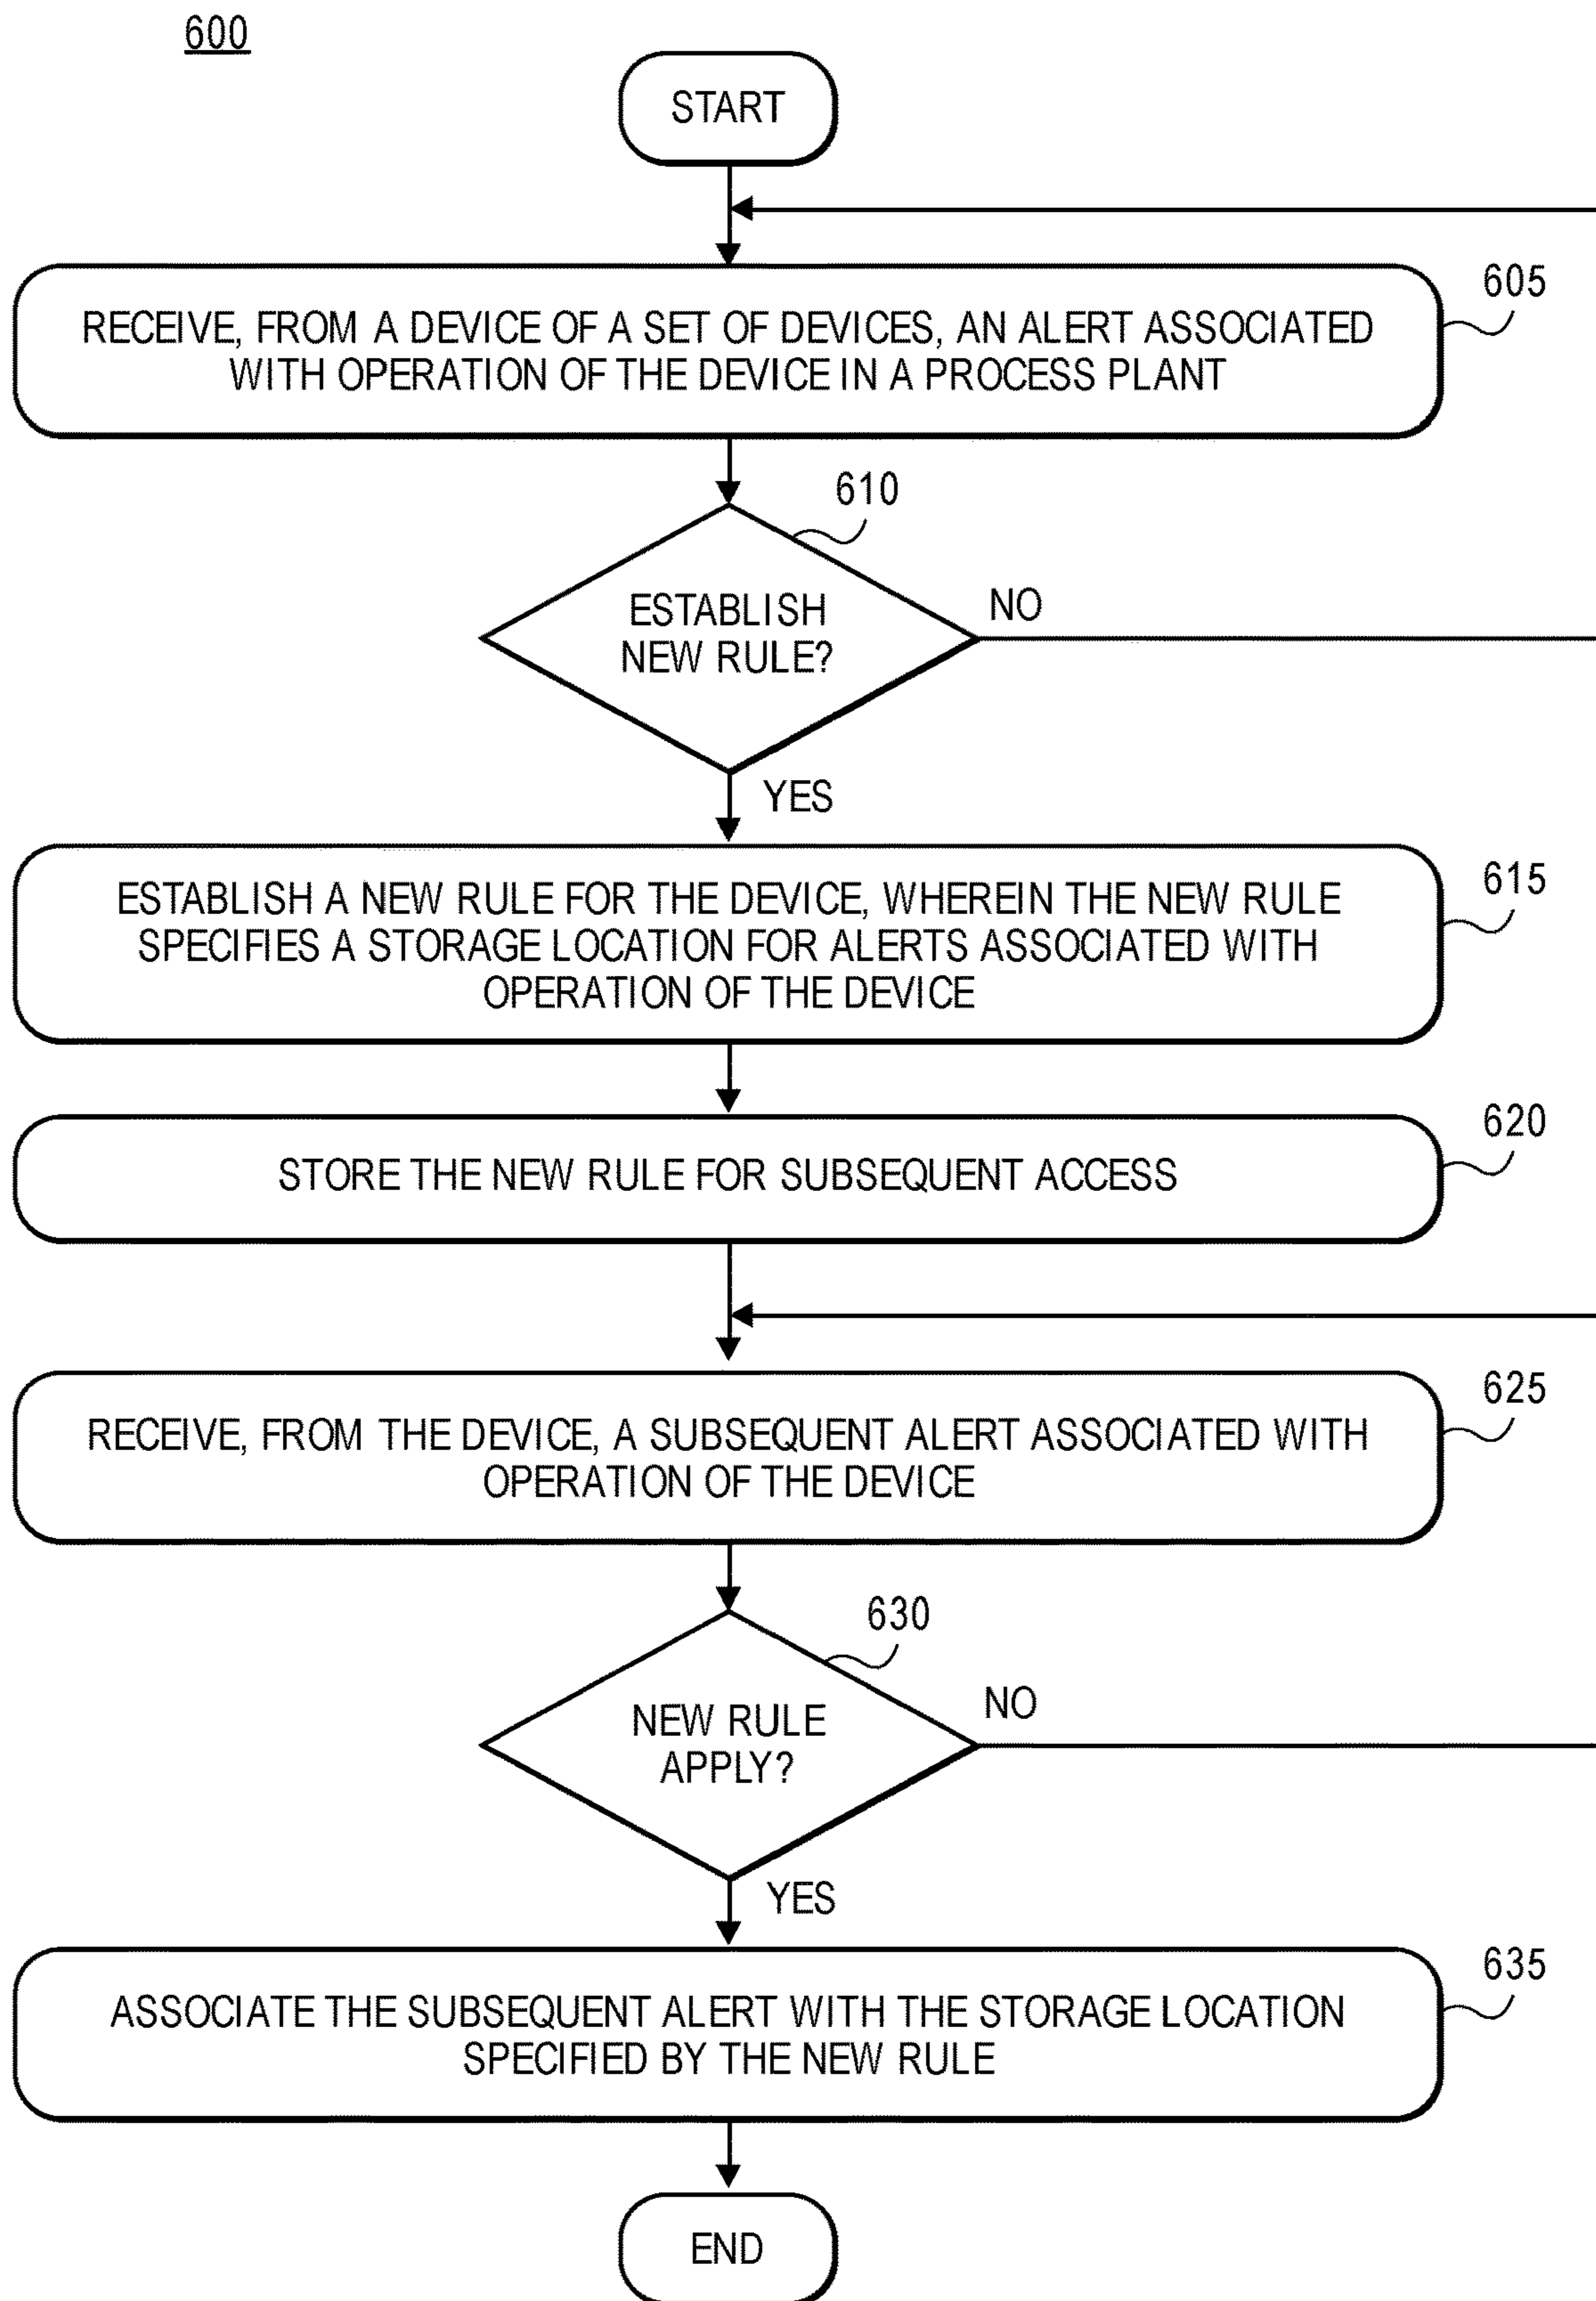 600
START
RECEIVE, FROM A DEVICE OF A SET OF DEVICES, AN ALERT ASSOCIATED
WITH OPERATION OF THE DEVICE IN A PROCESS PLANT
605
610
ESTABLISH
NEW RULE?
NO
YES
ESTABLISH A NEW RULE FOR THE DEVICE, WHEREIN THE NEW RULE
SPECIFIES A STORAGE LOCATION FOR ALERTS ASSOCIATED WITH
OPERATION OF THE DEVICE
615
STORE THE NEW RULE FOR SUBSEQUENT ACCESS
620
RECEIVE, FROM THE DEVICE, A SUBSEQUENT ALERT ASSOCIATED WITH
OPERATION OF THE DEVICE
625
630
NEW RULE
APPLY?
NO
YES
ASSOCIATE THE SUBSEQUENT ALERT WITH THE STORAGE LOCATION
SPECIFIED BY THE NEW RULE
635
END